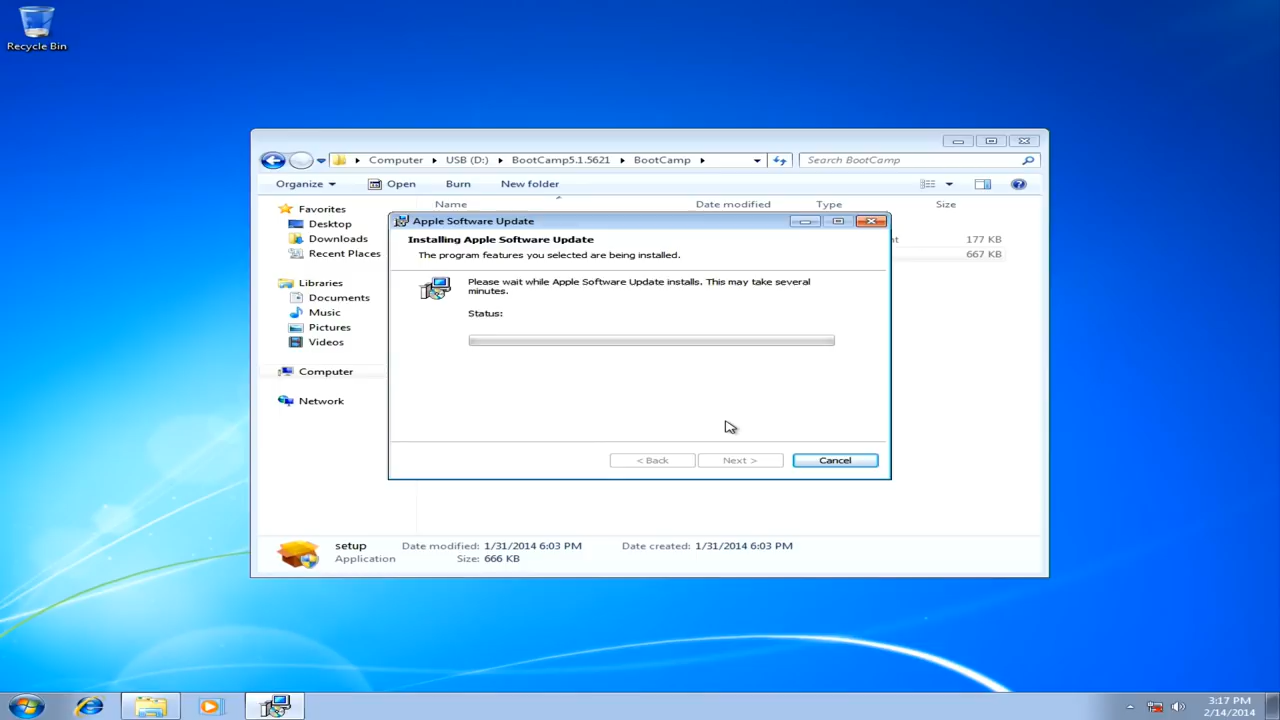 Recycle Bin
Computer
USB (D:)
BootCamp5.1.5621
BootCamp
Search BootCamp
Organize
Open
Burn
New folder
Name
Date modified
Type
Size
Favorites
Desktop
Downloads
Recent Places
Libraries
Documents
Music
Pictures
Videos
Computer
Network
Apple Software Update
Installing Apple Software Update
The program features you selected are being installed.
Please wait while Apple Software Update installs. This may take several
minutes.
Status:
< Back
Next >
Cancel
nt
177 KB
667 KB
setup
Date modified: 1/31/2014 6:03 PM
Date created: 1/31/2014 6:03 PM
Application
Size: 666 KB
3:17 PM
2/14/2014